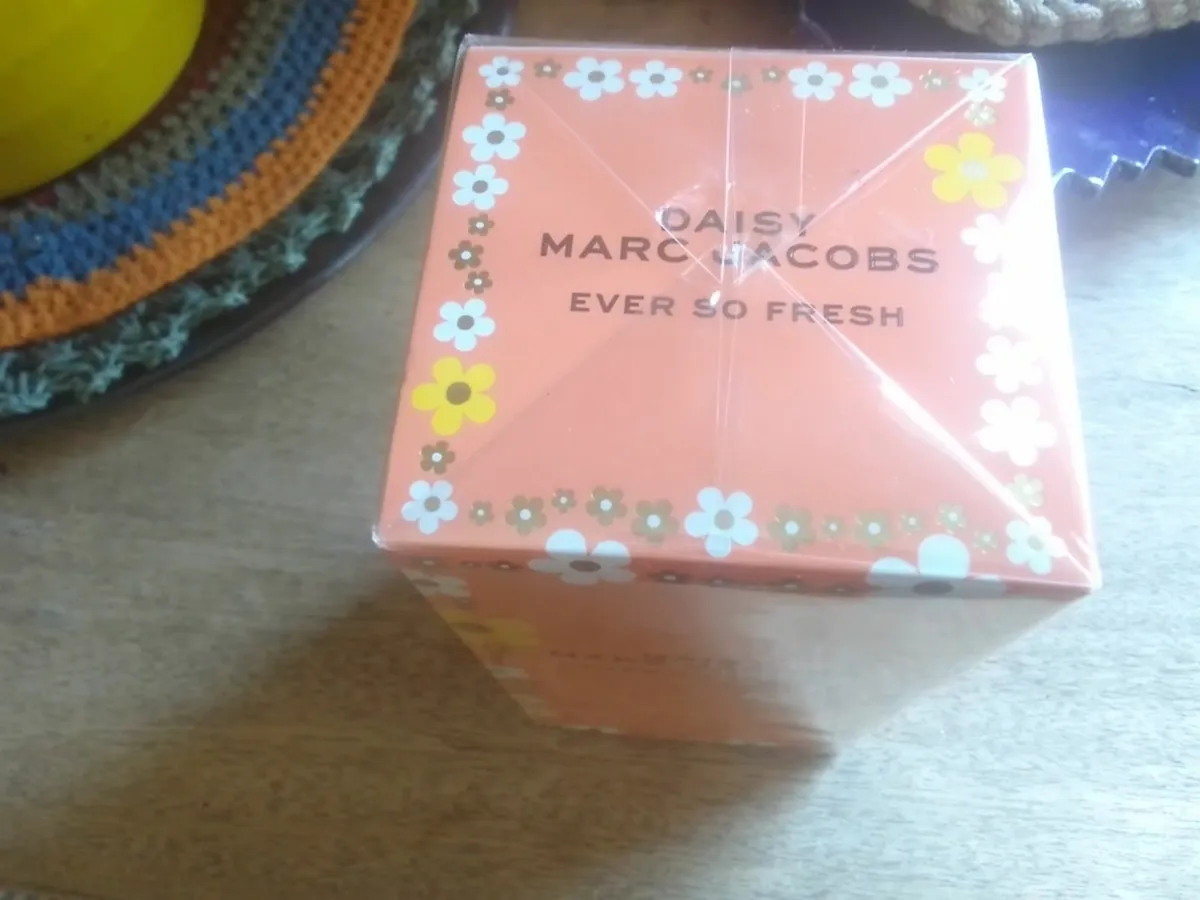 DAISY
MARC JACOBS
EVER SO FRESH